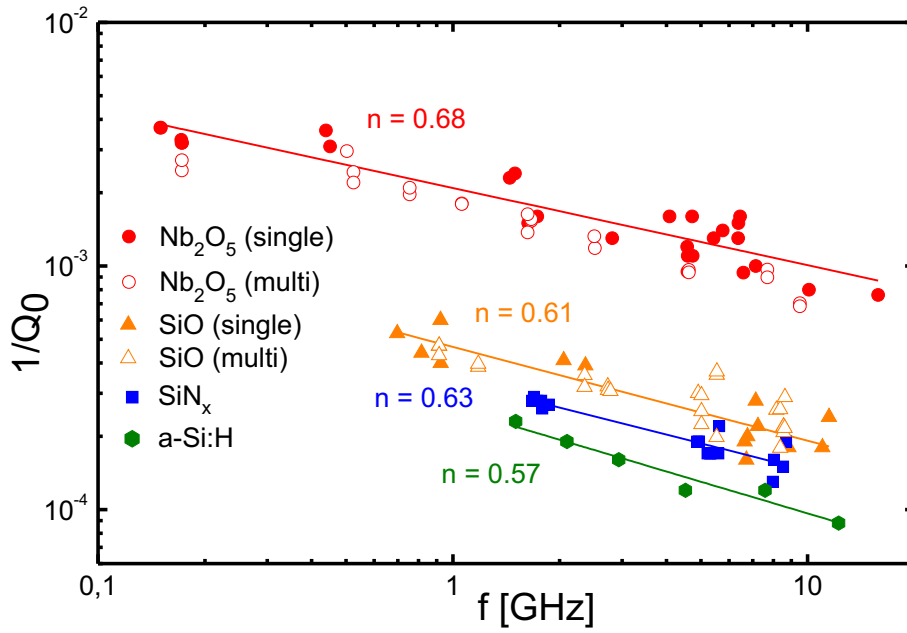 10⁻²
n = 0.68
Nb₂O₅ (single)
Nb₂O₅ (multi)
SiO (single)
SiO (multi)
SiNₓ
a-Si:H
10⁻³
n = 0.61
n = 0.63
n = 0.57
10⁻⁴
1/Q0
0,1
1
10
f [GHz]